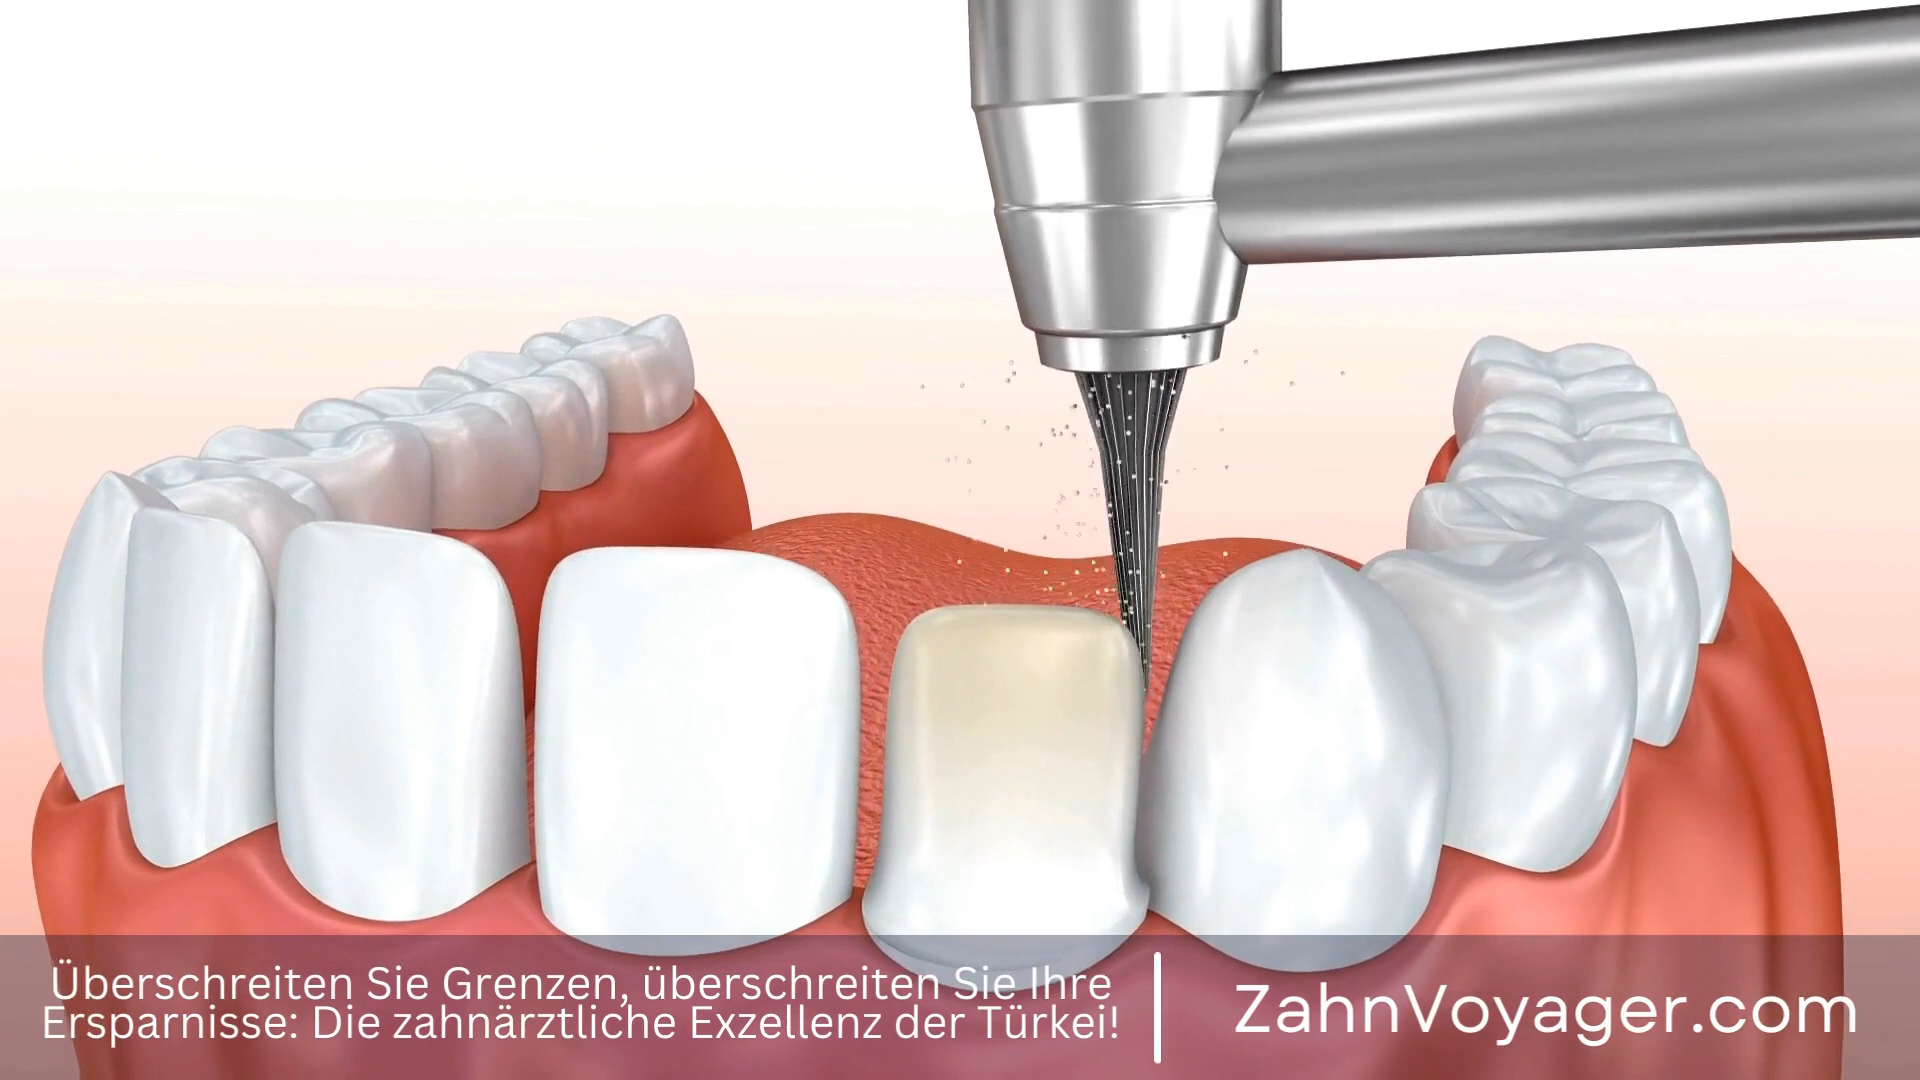 Überschreiten Sie Grenzen, überschreiten Sie Ihre
Ersparnisse: Die zahnärztliche Exzellenz der Türkei!
ZahnVoyager.com